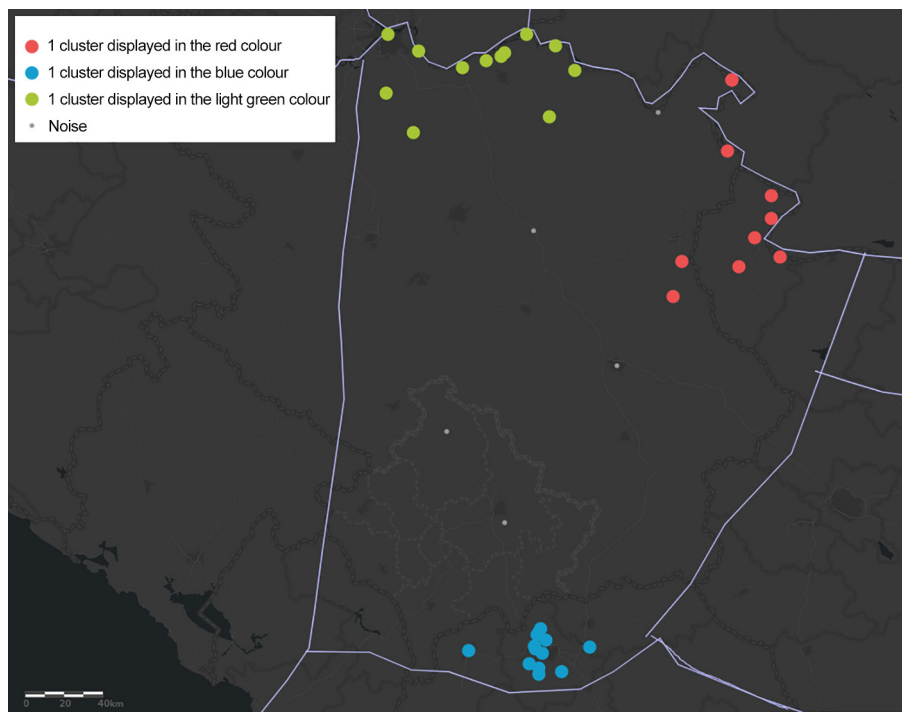 1 cluster displayed in the red colour
1 cluster displayed in the blue colour
1 cluster displayed in the light green colour
Noise
0 20 40km